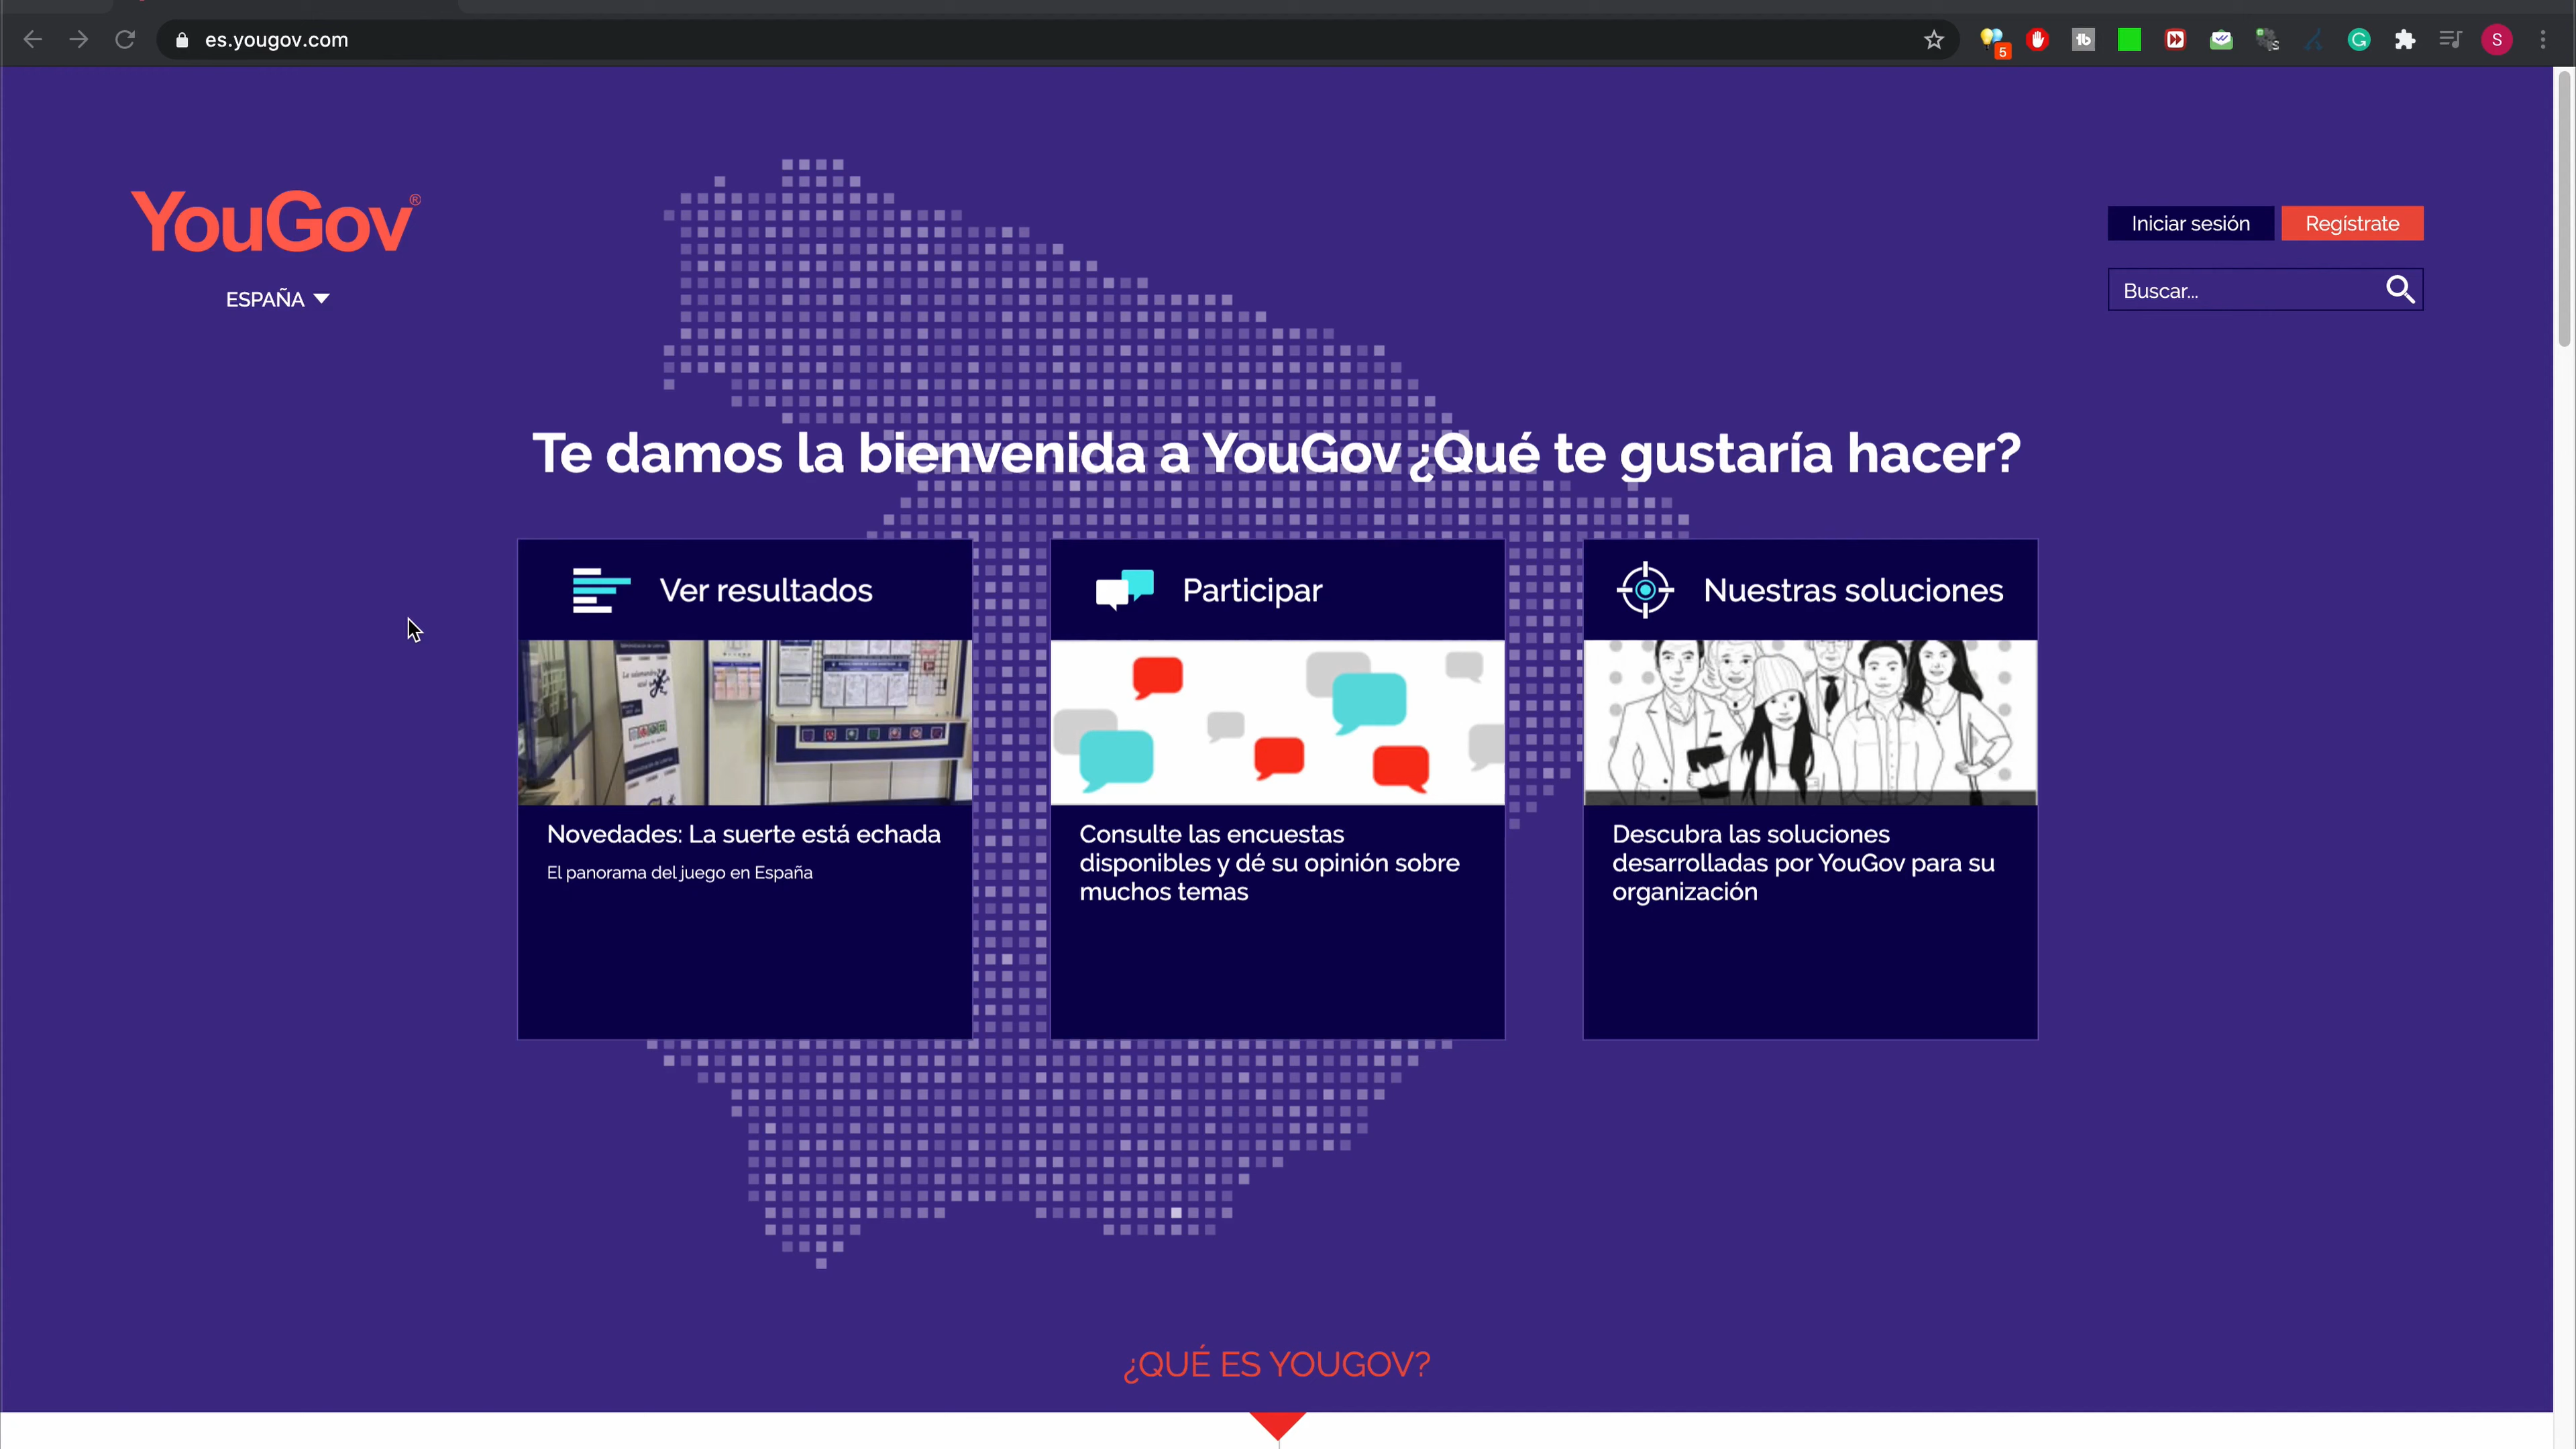 es.yougov.com
5
S
YouGov®
ESPAÑA
Iniciar sesión
Regístrate
Buscar...
Te damos la bienvenida a YouGov ¿Qué te gustaría hacer?
Ver resultados
Novedades: La suerte está echada
El panorama del juego en España
Participar
Consulte las encuestas
disponibles y dé su opinión sobre
muchos temas
Nuestras soluciones
Descubra las soluciones
desarrolladas por YouGov para su
organización
¿QUÉ ES YOUGOV?